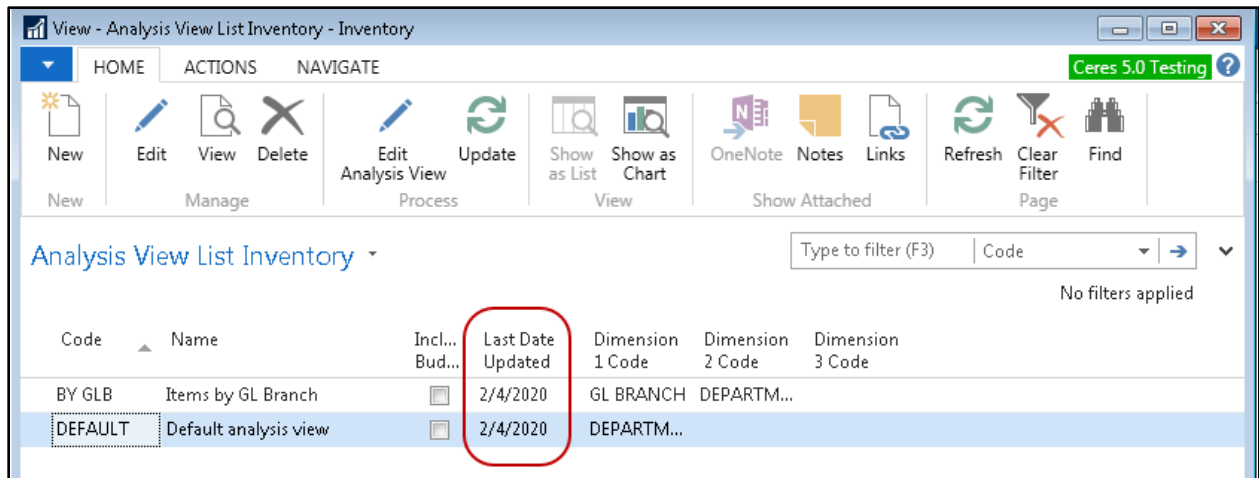 View - Analysis View List Inventory - Inventory
HOME ACTIONS NAVIGATE
Ceres 5.0 Testing
?
New Edit View Delete Edit Analysis View Update Show as List Show as Chart OneNote Notes Links Refresh Clear Filter Find
New Manage Process View Show Attached Page
Analysis View List Inventory
Type to filter (F3) Code
No filters applied
Code Name Incl... Bud... Last Date Updated Dimension 1 Code Dimension 2 Code Dimension 3 Code
BY GLB Items by GL Branch 2/4/2020 GL BRANCH DEPARTM...
DEFAULT Default analysis view 2/4/2020 DEPARTM...